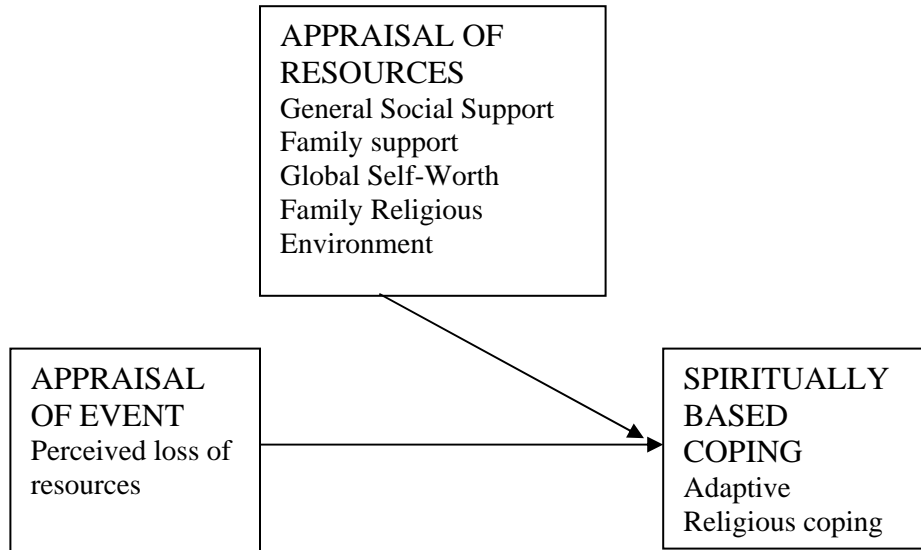 APPRAISAL OF
RESOURCES
General Social Support
Family support
Global Self-Worth
Family Religious
Environment
APPRAISAL
OF EVENT
Perceived loss of
resources
SPIRITUALLY
BASED
COPING
Adaptive
Religious coping